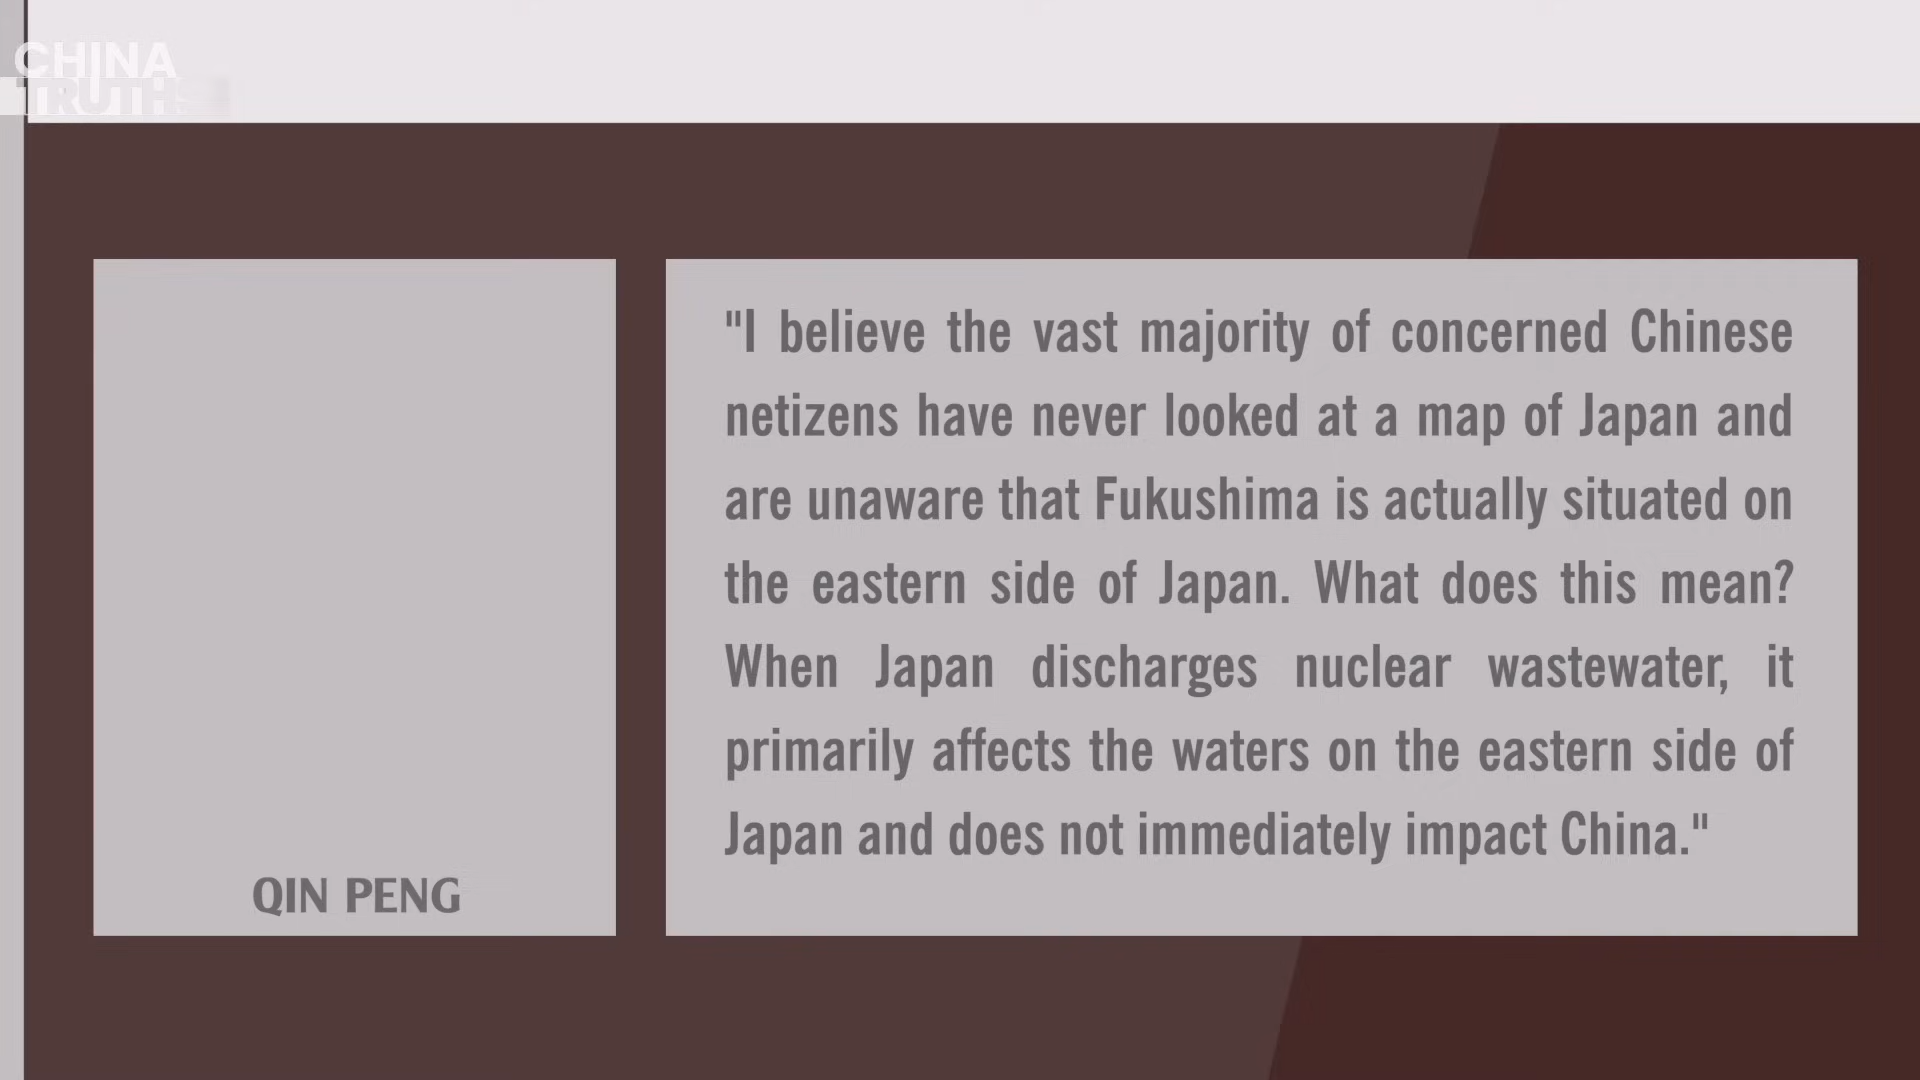 CHINA
TRUTHS
QIN PENG
"I believe the vast majority of concerned Chinese
netizens have never looked at a map of Japan and
are unaware that Fukushima is actually situated on
the eastern side of Japan. What does this mean?
When Japan discharges nuclear wastewater, it
primarily affects the waters on the eastern side of
Japan and does not immediately impact China."